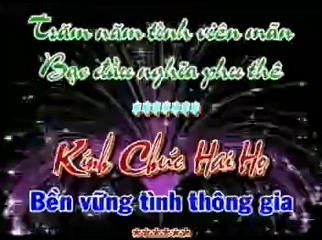 Trăm năm tình viên mãn
Bạc đầu nghĩa phu thê
*******
Kính Chúc Hai Họ
Bền vững tình thông gia